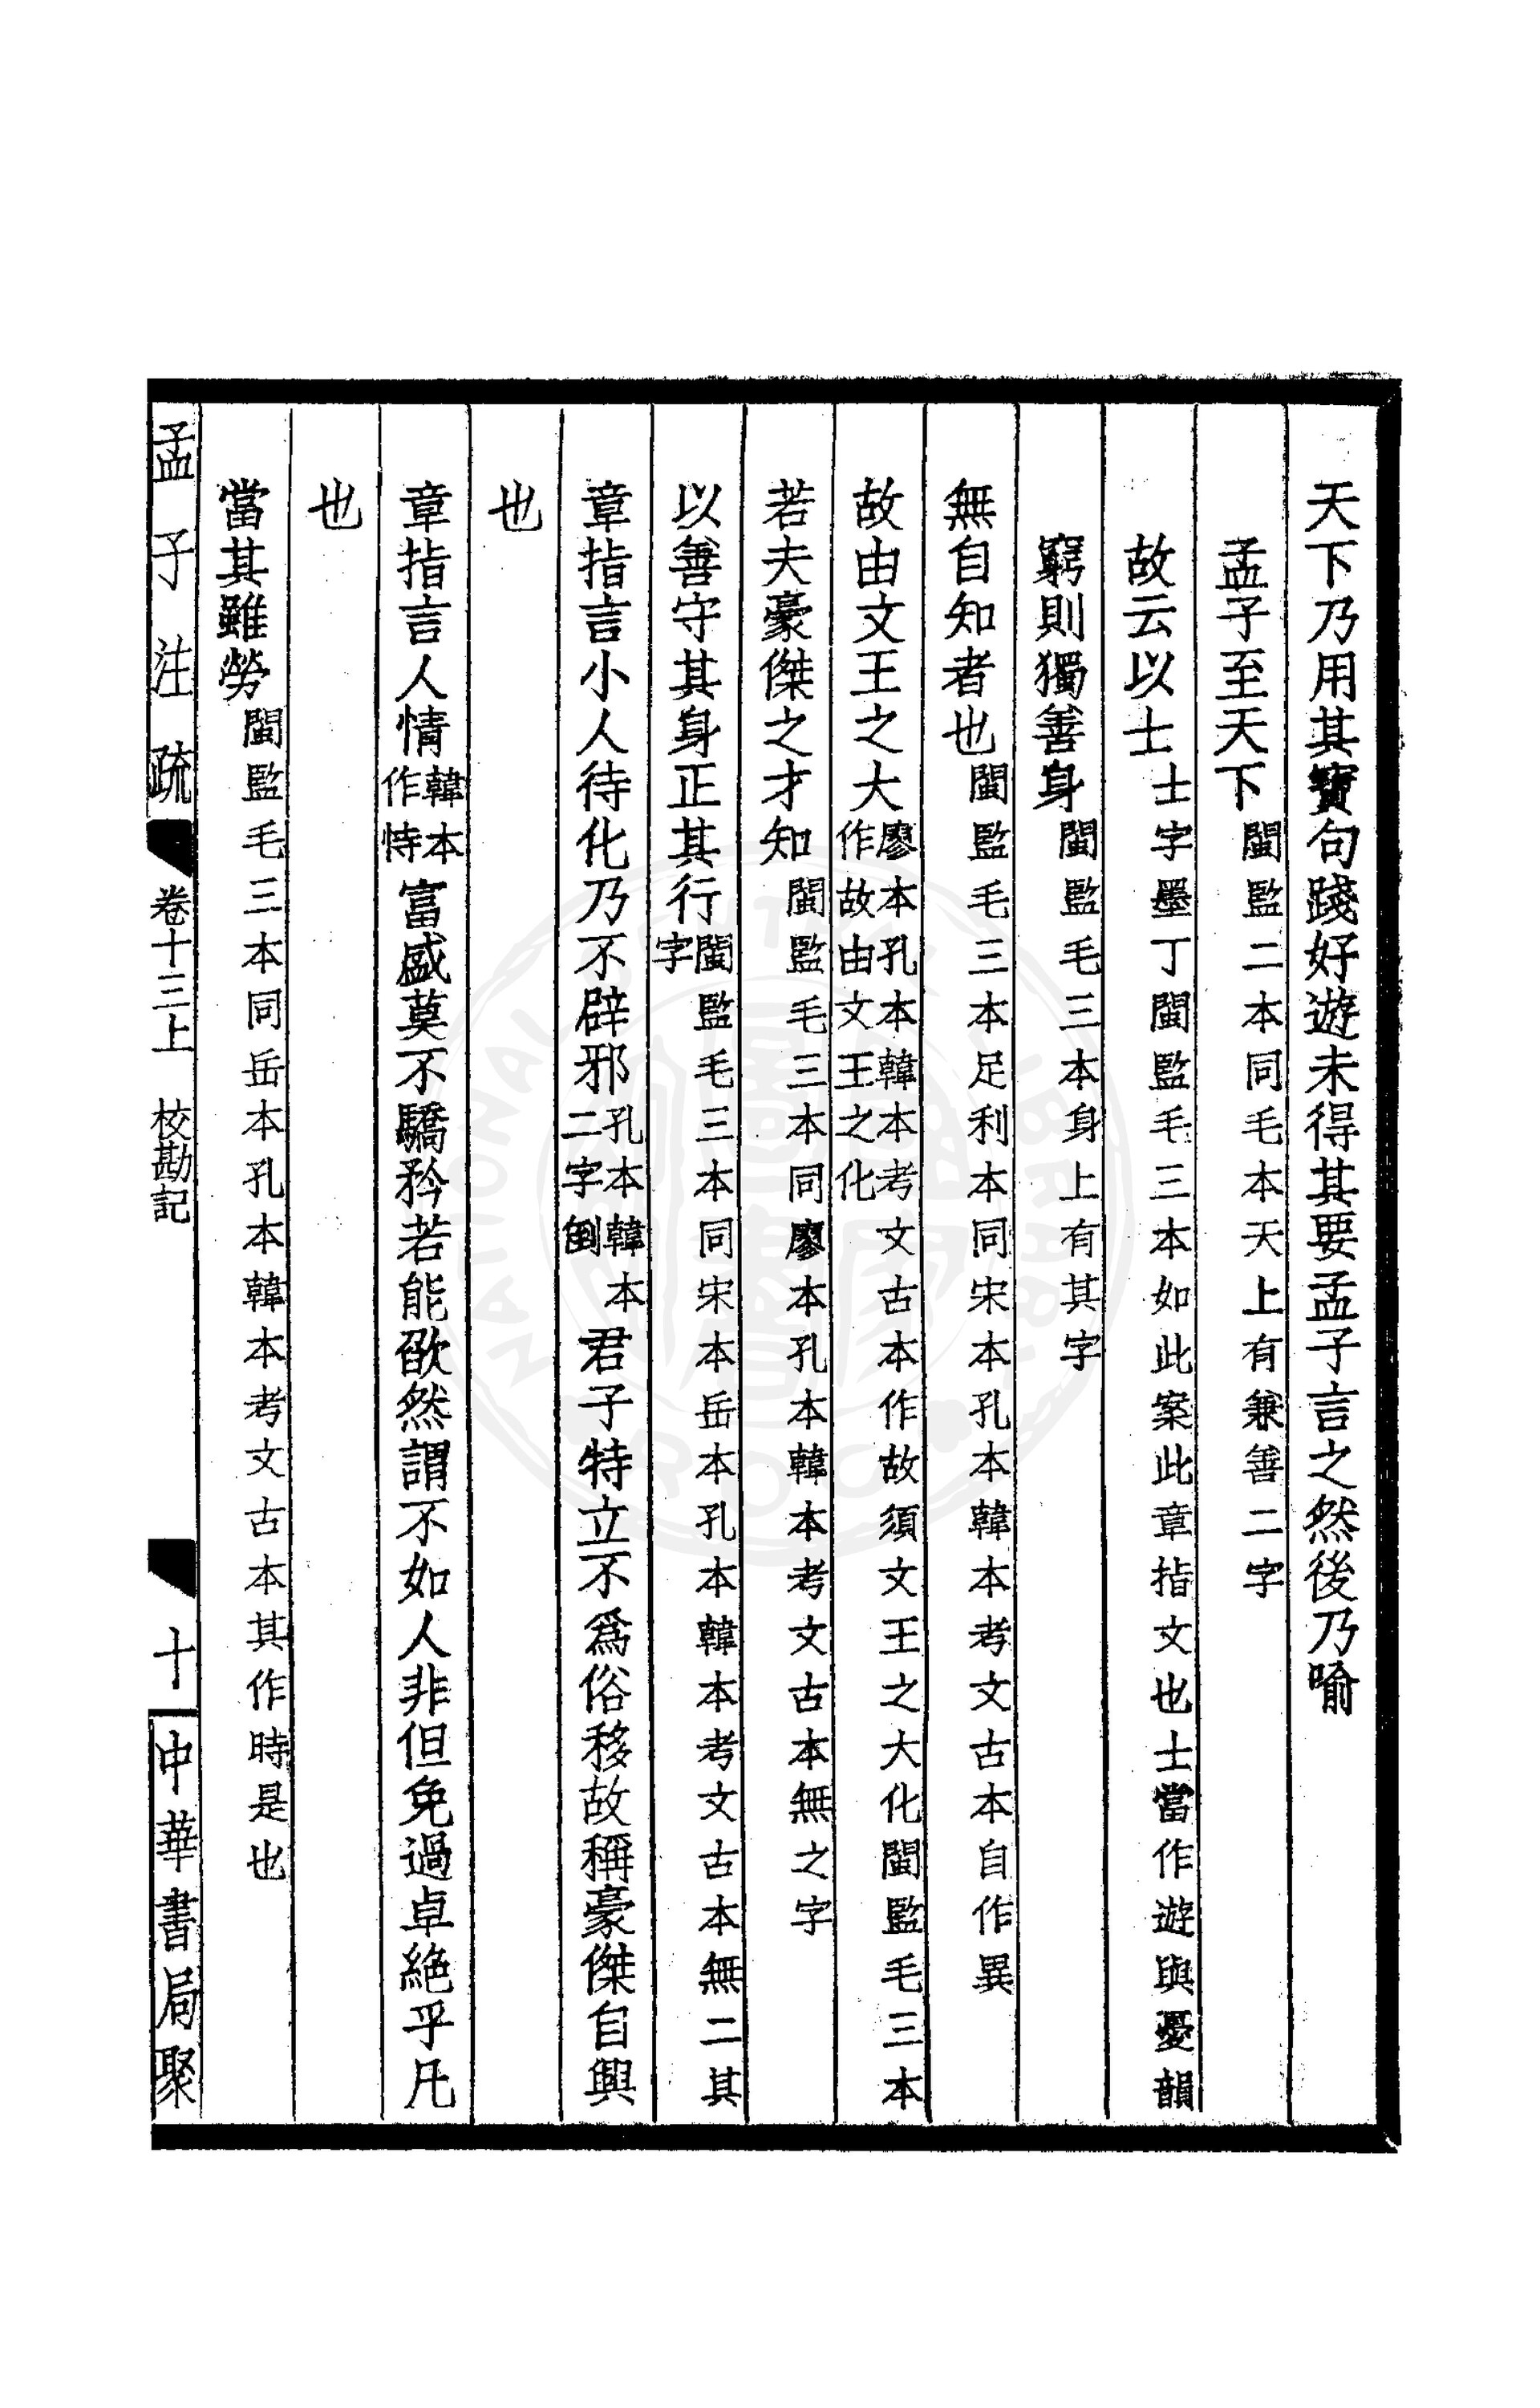 天下乃用其寶句踐好遊未得其要孟子言之然後乃喻
孟子至天下閩監二本同毛本天上有兼善二字
故云以士士字墨丁閩監毛三本如此案此章指文也士當作遊與憂韻
窮則獨善身閩監毛三本身上有其字
無自知者也閩監毛三本足利本同宋本孔本韓本考文古本自作異
故由文王之大廖本孔本韓本考文古本作故須文王之大化閩監毛三本作故由文王之化
若夫豪傑之才知閩監毛三本同廖本孔本韓本考文古本無之字
以善守其身正其行閩監毛三本同宋本岳本孔本韓本考文古本無二其字
章指言小人待化乃不辟邪孔本韓本二字倒君子特立不爲俗移故稱豪傑自興
也
章指言人情韓本作恃富盛莫不驕矜若能欿然謂不如人非但免過卓絕乎凡
也
當其雖勞閩監毛三本同岳本孔本韓本考文古本其作時是也
孟子注疏 卷十三上 校勘記 十一 中華書局聚
NATIONAL CENTRAL LIBRARY
R.O.C
國家圖書館